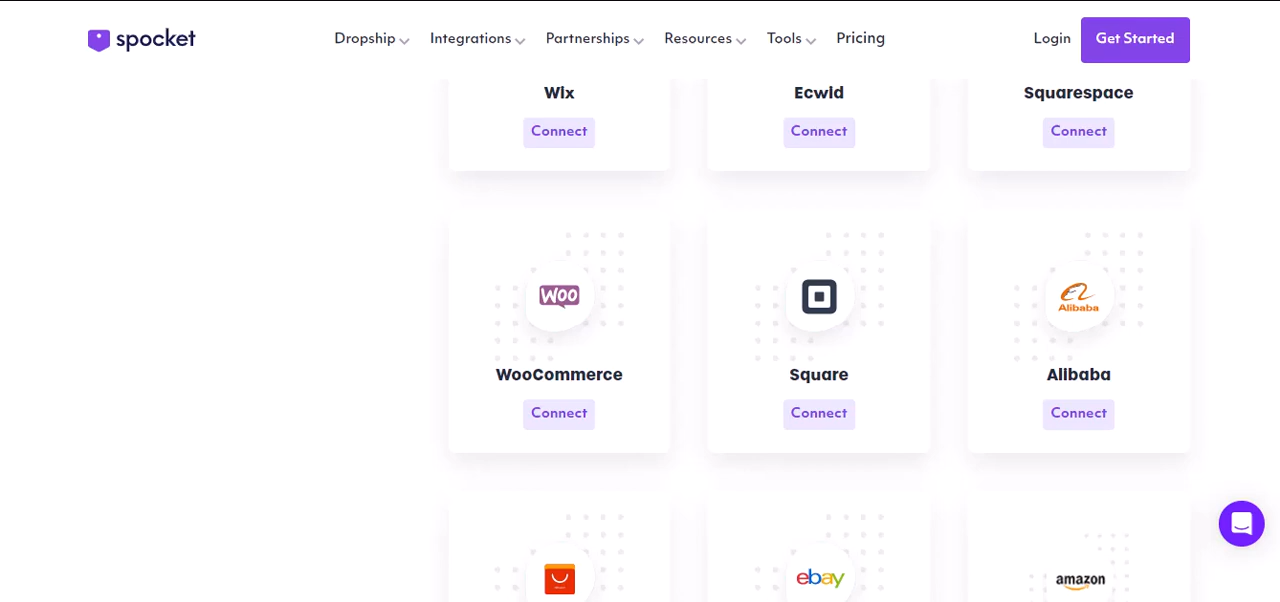 spocket Dropship Integrations Partnerships Resources Tools Pricing Login Get Started
Wix Ecwid Squarespace
Connect Connect Connect
WOO Alibaba
WooCommerce Square Alibaba
Connect Connect Connect
ebay amazon